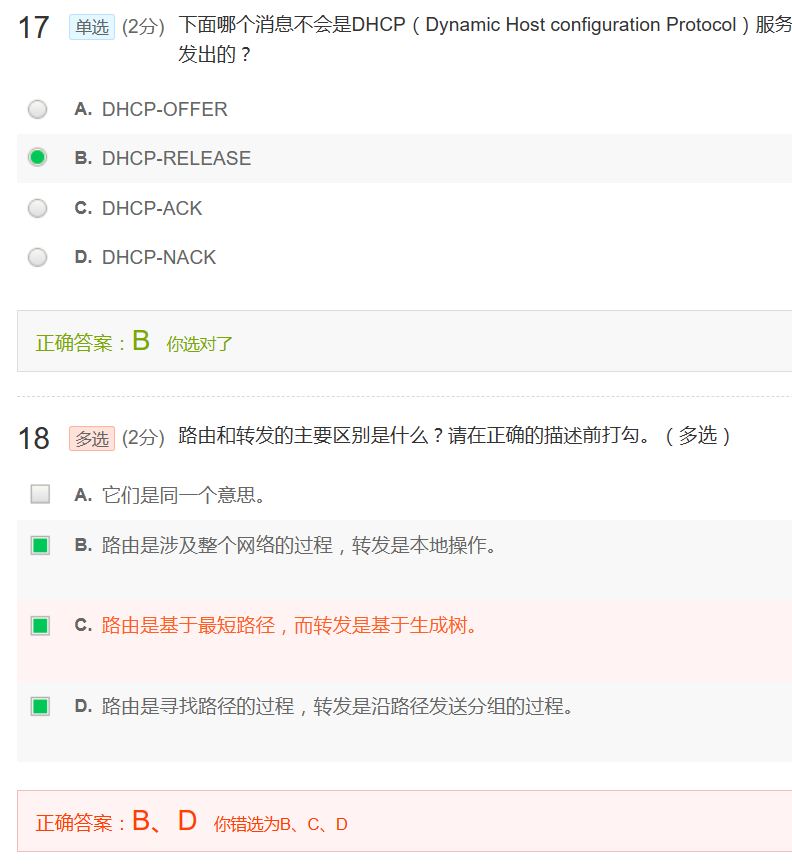 17 单选 (2分) 下面哪个消息不会是DHCP（Dynamic Host configuration Protocol）服务
发出的？
A. DHCP-OFFER
B. DHCP-RELEASE
C. DHCP-ACK
D. DHCP-NACK
正确答案：B 你选对了
18 多选 (2分) 路由和转发的主要区别是什么？请在正确的描述前打勾。（多选）
A. 它们是同一个意思。
B. 路由是涉及整个网络的过程，转发是本地操作。
C. 路由是基于最短路径，而转发是基于生成树。
D. 路由是寻找路径的过程，转发是沿路径发送分组的过程。
正确答案：B、D 你错选为B、C、D